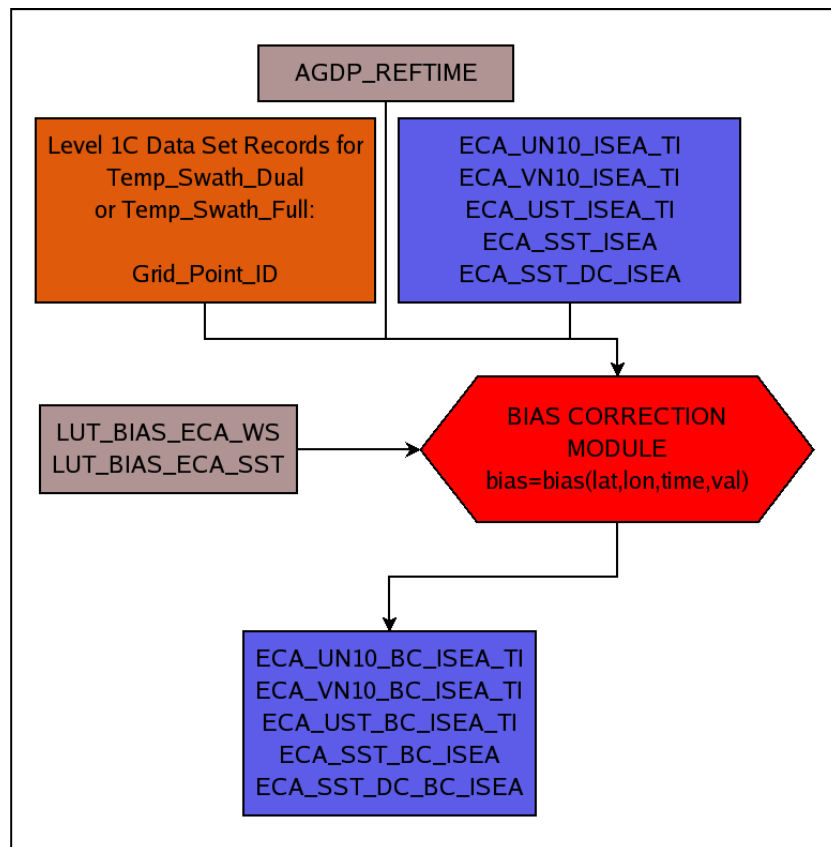 AGDP_REFTIME
Level 1C Data Set Records for
Temp_Swath_Dual
or Temp_Swath_Full:
Grid_Point_ID
ECA_UN10_ISEA_TI
ECA_VN10_ISEA_TI
ECA_UST_ISEA_TI
ECA_SST_ISEA
ECA_SST_DC_ISEA
LUT_BIAS_ECA_WS
LUT_BIAS_ECA_SST
BIAS CORRECTION
MODULE
bias=bias(lat,lon,time,val)
ECA_UN10_BC_ISEA_TI
ECA_VN10_BC_ISEA_TI
ECA_UST_BC_ISEA_TI
ECA_SST_BC_ISEA
ECA_SST_DC_BC_ISEA